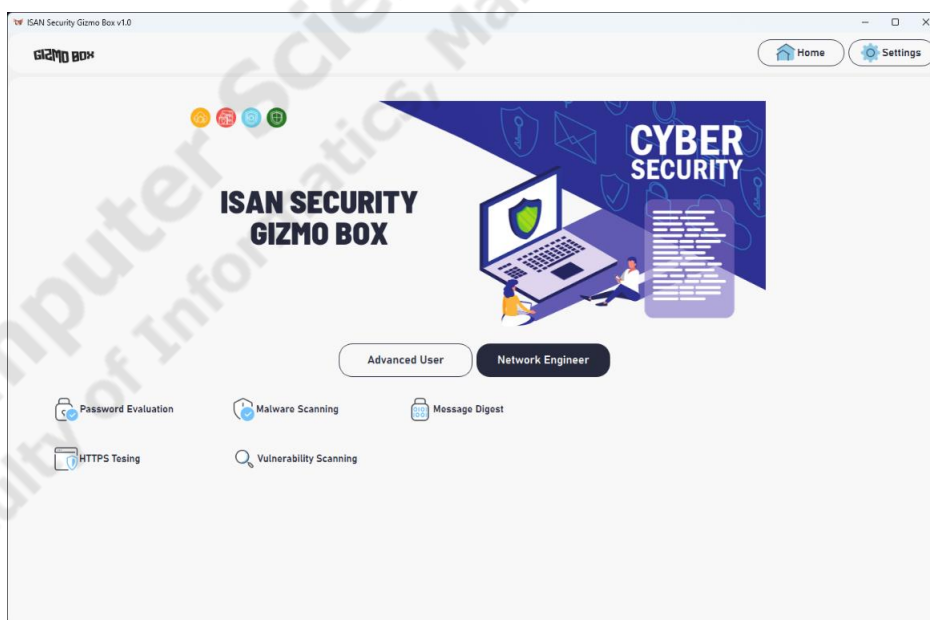 ISAN Security Gizmo Box v1.0
GIZMO BOX
Home
Settings
CYBER
SECURITY
ISAN SECURITY
GIZMO BOX
Advanced User
Network Engineer
Password Evaluation
Malware Scanning
Message Digest
HTTPS Tesing
Vulnerability Scanning